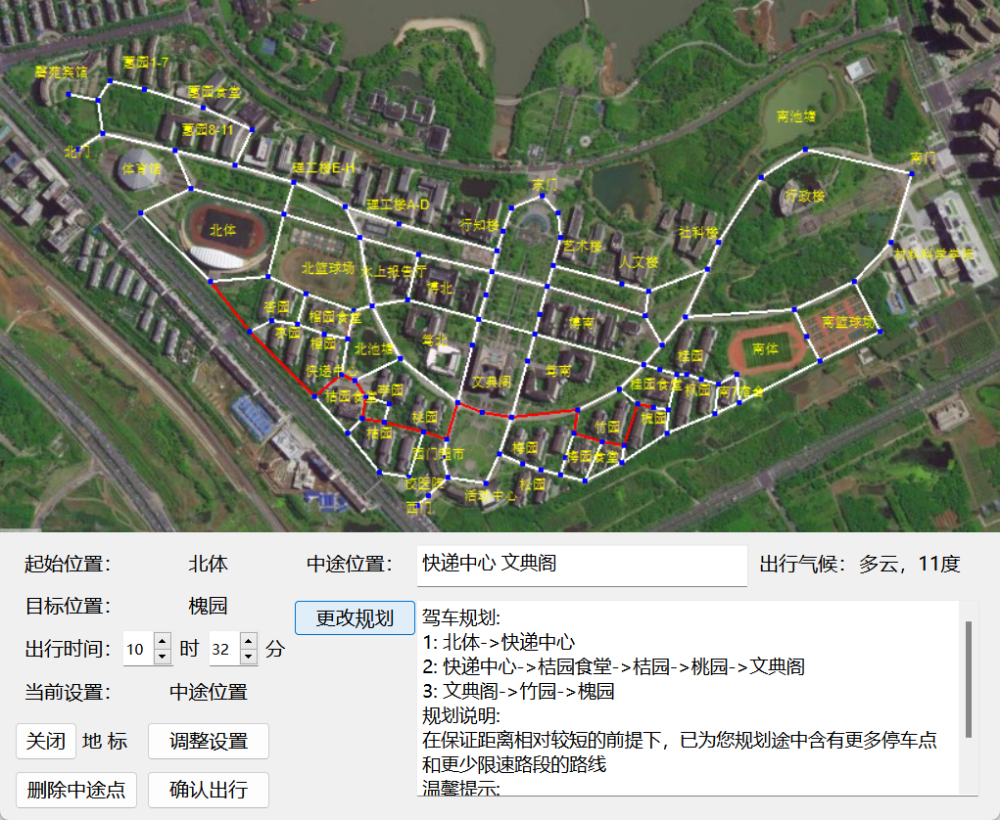 蕙园1-7
馨苑宾馆
蕙园食堂
南池塘
蕙园8-11
北门
南门
体育馆
理工楼E-H
东门
行政楼
理工楼A-D
行知楼
社科楼
北体
艺术楼
材料科学学院
人文楼
北篮球场
水上报告厅
博北
杏园
榴园食堂
博南
南篮球场
李园
榴园
北池塘
笃北
南体
桂园
快递中心
文典阁
笃南
桔园食堂
枣园
桂园食堂
枫园
桃园
槐园
竹园
桔园
西门超市
梅园
梅园食堂
校医院
松园
活动中心
西门
起始位置: 北体 中途位置: 快递中心 文典阁 出行气候: 多云，11度
目标位置: 槐园
更改规划
出行时间: 10 时 32 分
当前设置: 中途位置
关闭 地 标 调整设置
删除中途点 确认出行
驾车规划:
1: 北体->快递中心
2: 快递中心->桔园食堂->桔园->桃园->文典阁
3: 文典阁->竹园->槐园
规划说明:
在保证距离相对较短的前提下，已为您规划途中含有更多停车点
和更少限速路段的路线
温馨提示: